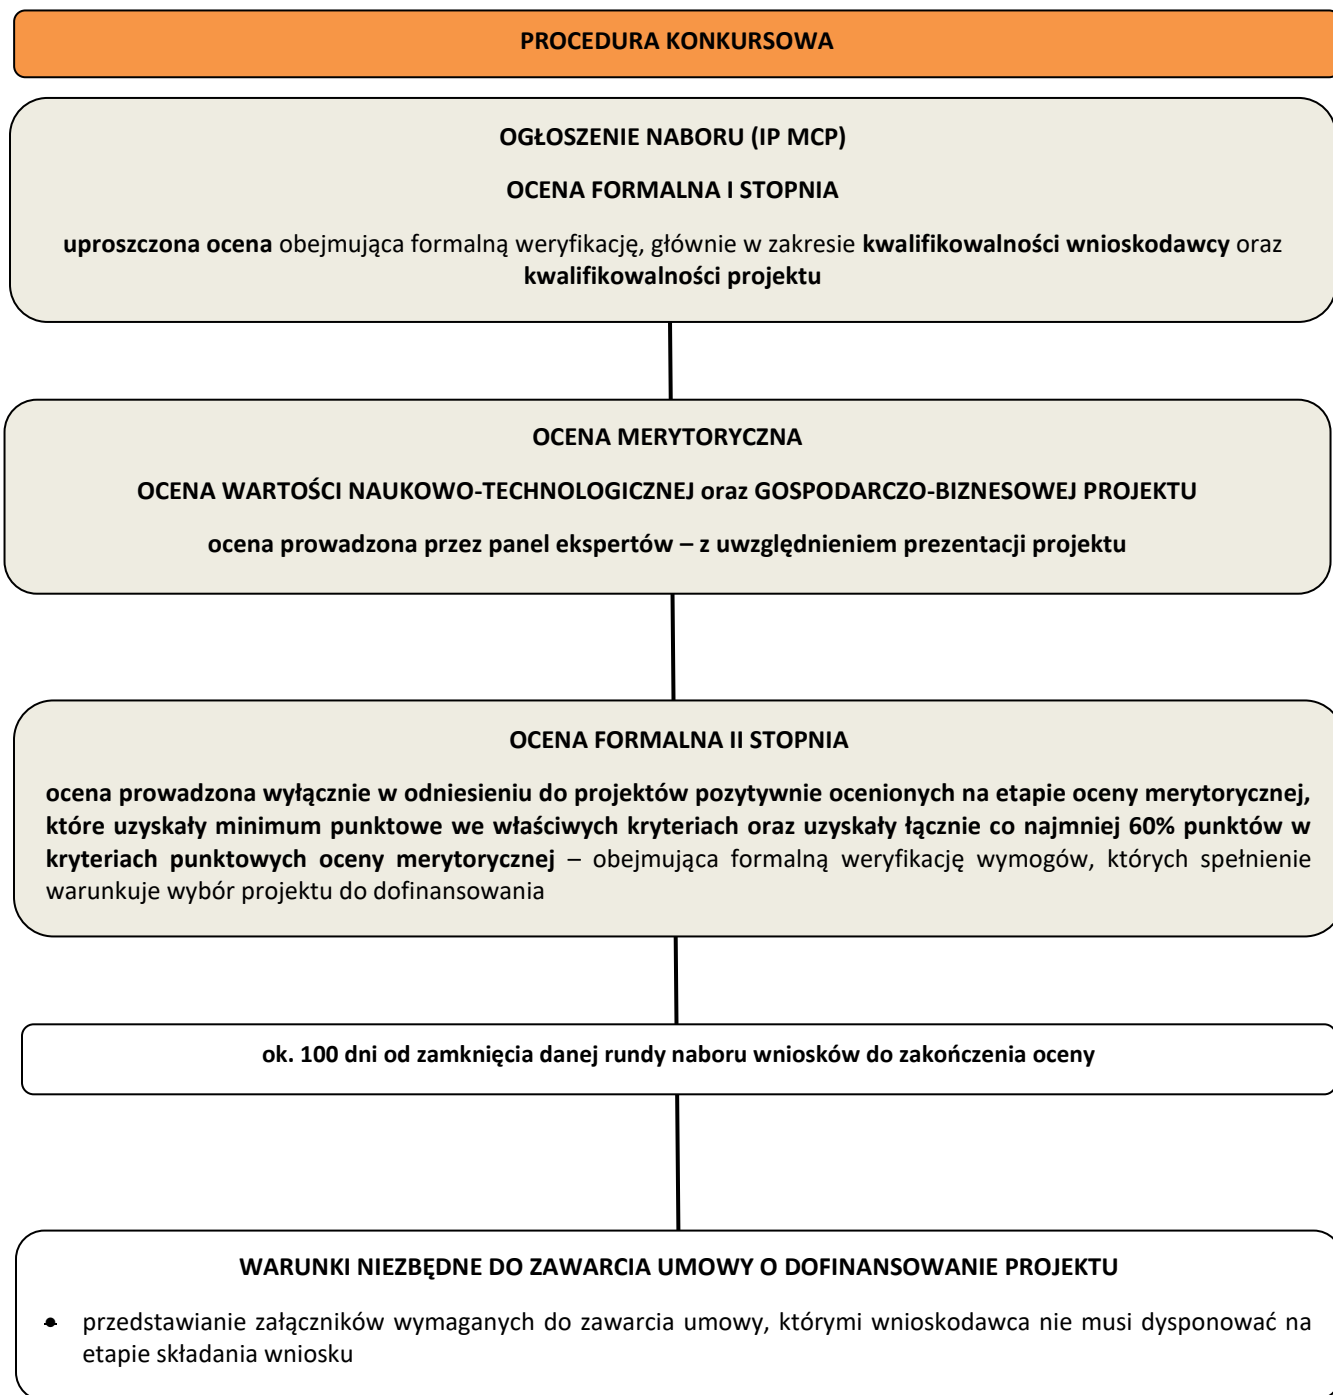 PROCEDURA KONKURSOWA
OGŁOSZENIE NABORU (IP MCP)
OCENA FORMALNA I STOPNIA
uproszczona ocena obejmująca formalną weryfikację, głównie w zakresie kwalifikowalności wnioskodawcy oraz
kwalifikowalności projektu
OCENA MERYTORYCZNA
OCENA WARTOŚCI NAUKOWO-TECHNOLOGICZNEJ oraz GOSPODARCZO-BIZNESOWEJ PROJEKTU
ocena prowadzona przez panel ekspertów – z uwzględnieniem prezentacji projektu
OCENA FORMALNA II STOPNIA
ocena prowadzona wyłącznie w odniesieniu do projektów pozytywnie ocenionych na etapie oceny merytorycznej,
które uzyskały minimum punktowe we właściwych kryteriach oraz uzyskały łącznie co najmniej 60% punktów w
kryteriach punktowych oceny merytorycznej – obejmująca formalną weryfikację wymogów, których spełnienie
warunkuje wybór projektu do dofinansowania
ok. 100 dni od zamknięcia danej rundy naboru wniosków do zakończenia oceny
WARUNKI NIEZBĘDNE DO ZAWARCIA UMOWY O DOFINANSOWANIE PROJEKTU
• przedstawianie załączników wymaganych do zawarcia umowy, którymi wnioskodawca nie musi dysponować na
etapie składania wniosku